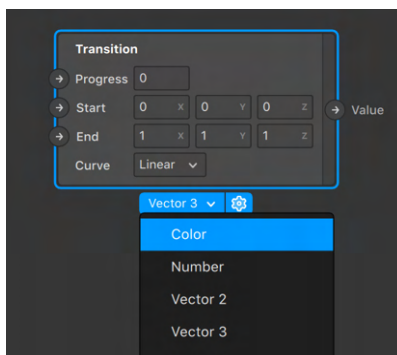 Transition
Progress 0
Start 0 X 0 Y 0 Z Value
End 1 X 1 Y 1 Z
Curve Linear
Vector 3
Color
Number
Vector 2
Vector 3